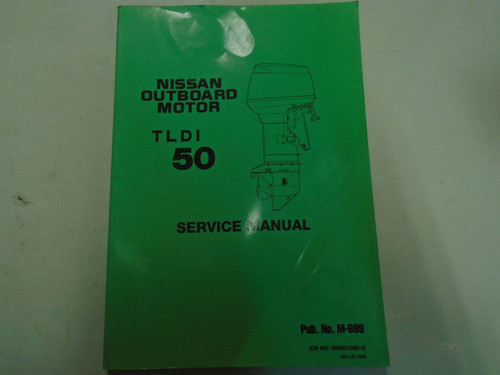 NISSAN
OUTBOARD
MOTOR
TLDI
50
SERVICE MANUAL
Pub. No. M-699